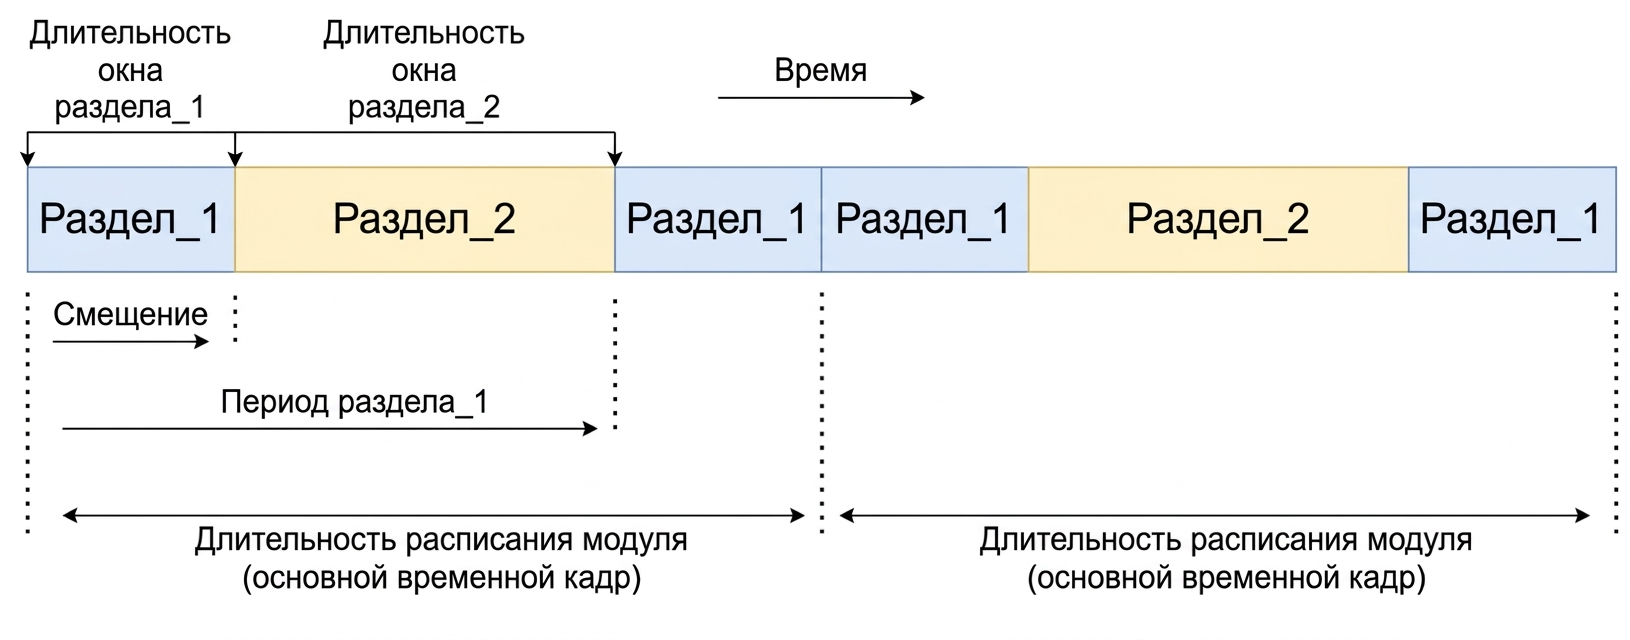 Длительность
окна
раздела_1
Длительность
окна
раздела_2
Время
Раздел_1
Раздел_2
Раздел_1
Раздел_1
Раздел_2
Раздел_1
Смещение
Период раздела_1
Длительность расписания модуля
(основной временной кадр)
Длительность расписания модуля
(основной временной кадр)